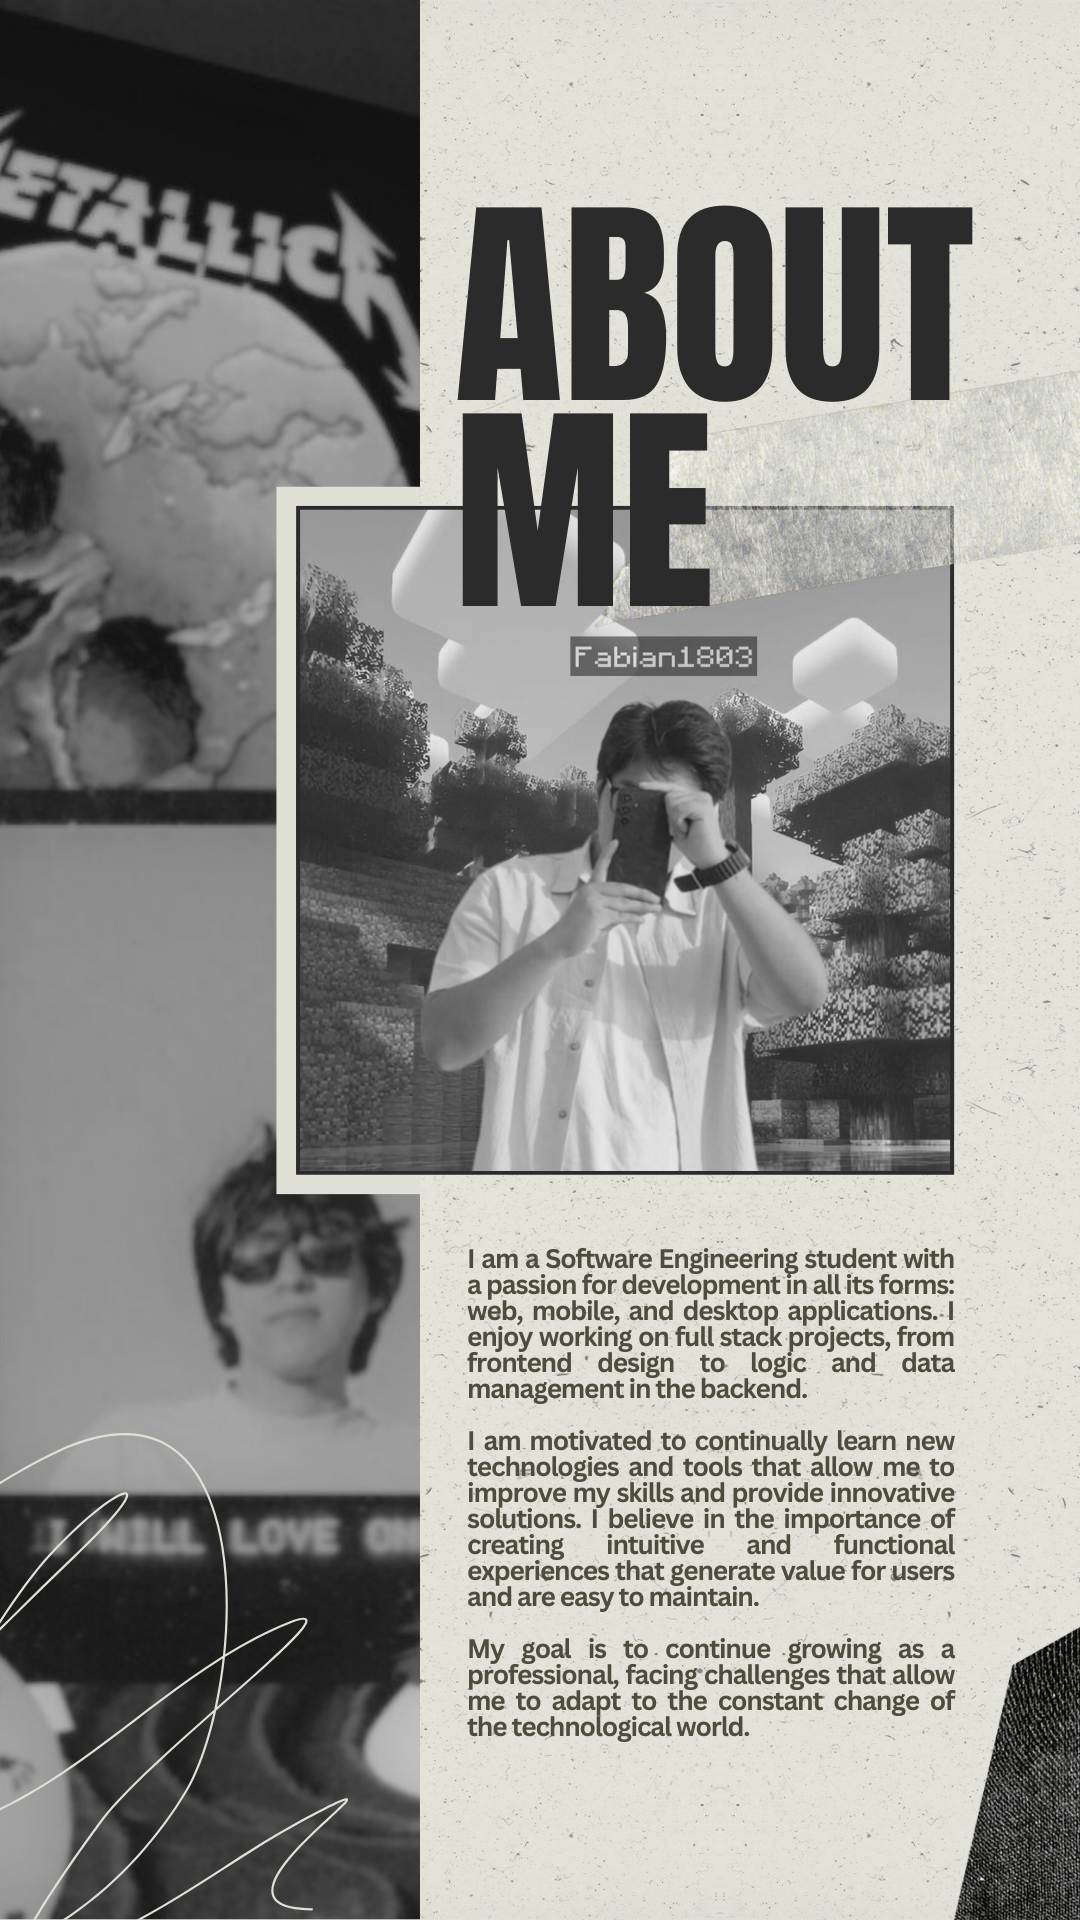 METALLICA
ABOUT
ME
Fabian1803
I am a Software Engineering student with
a passion for development in all its forms:
web, mobile, and desktop applications. I
enjoy working on full stack projects, from
frontend design to logic and data
management in the backend.
I am motivated to continually learn new
technologies and tools that allow me to
improve my skills and provide innovative
solutions. I believe in the importance of
creating intuitive and functional
experiences that generate value for users
and are easy to maintain.
My goal is to continue growing as a
professional, facing challenges that allow
me to adapt to the constant change of
the technological world.
I WILL LOVE ON